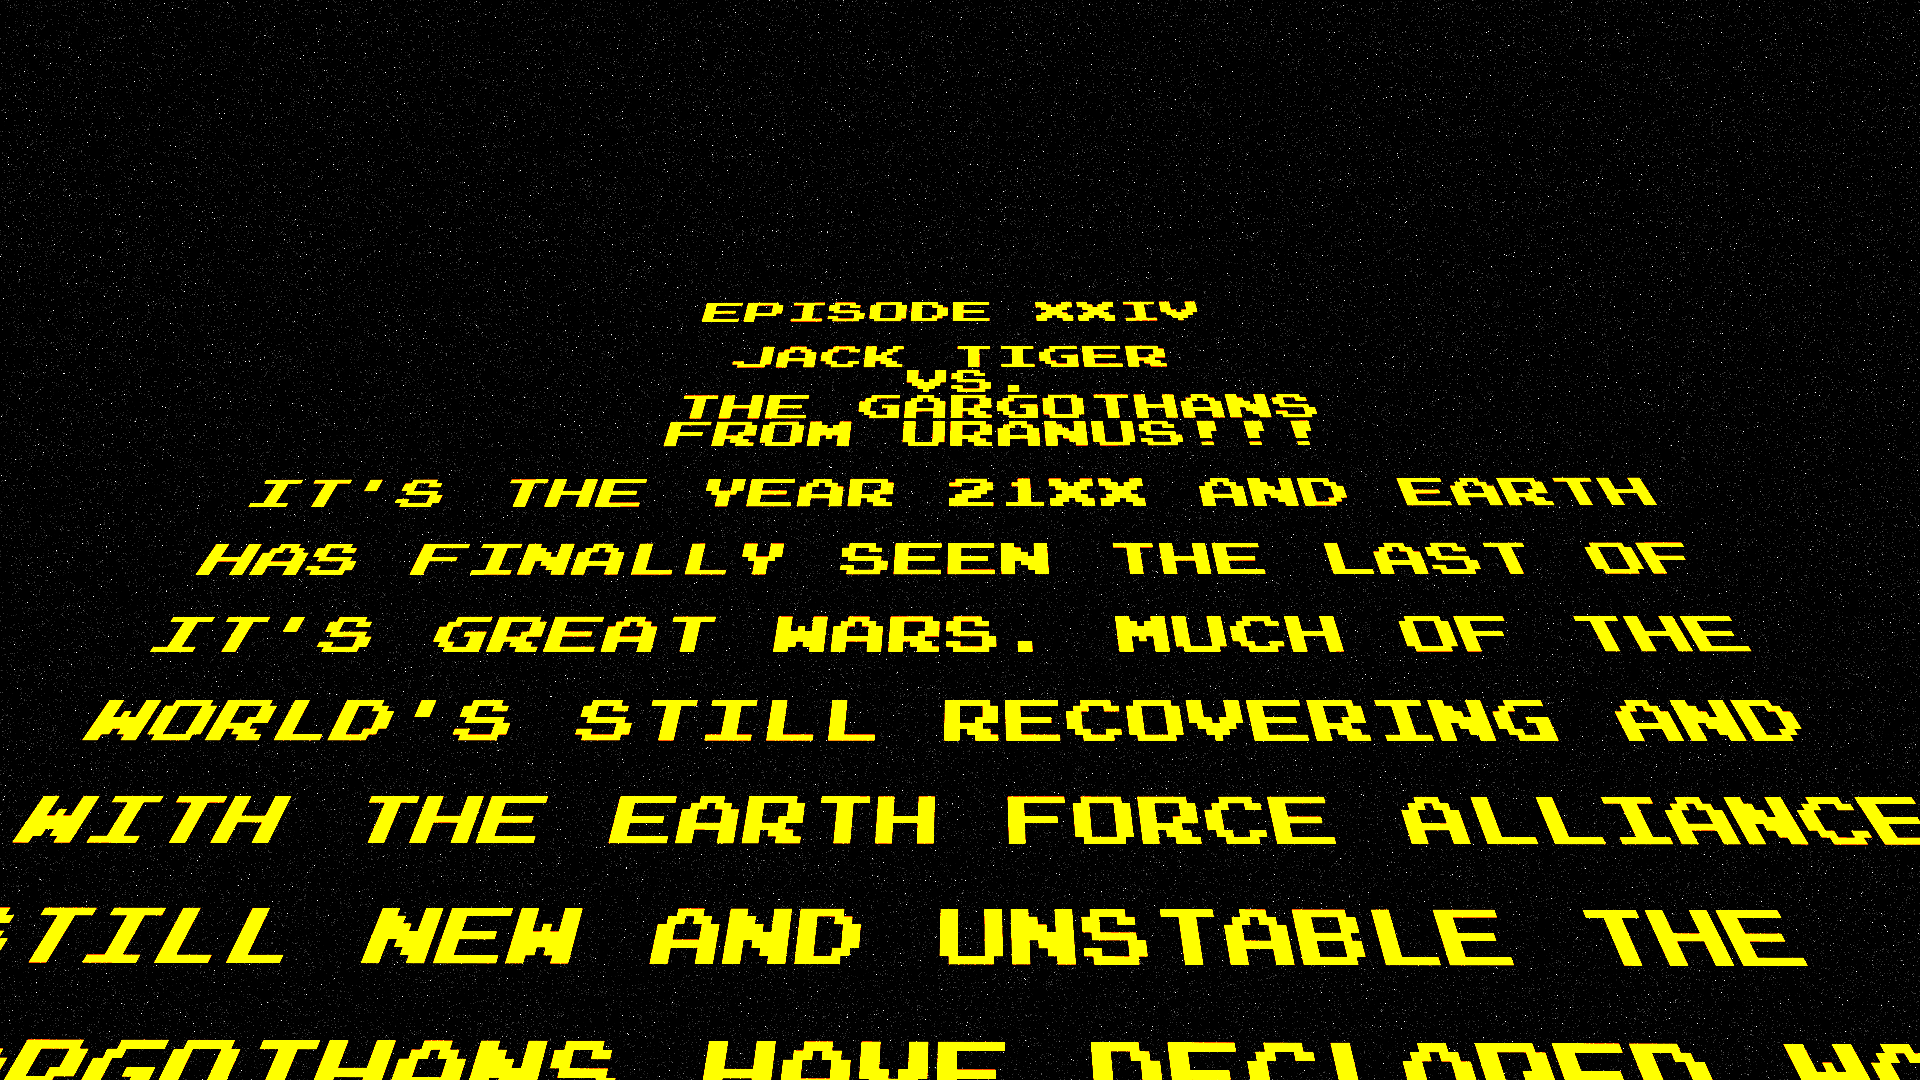 EPISODE XXIV
JACK TIGER
VS.
THE GARGOTHANS
FROM URANUS!!!
IT'S THE YEAR 21XX AND EARTH
HAS FINALLY SEEN THE LAST OF
IT'S GREAT WARS. MUCH OF THE
WORLD'S STILL RECOVERING AND
WITH THE EARTH FORCE ALLIANCE
STILL NEW AND UNSTABLE THE
GARGOTHANS HAVE DECLARED